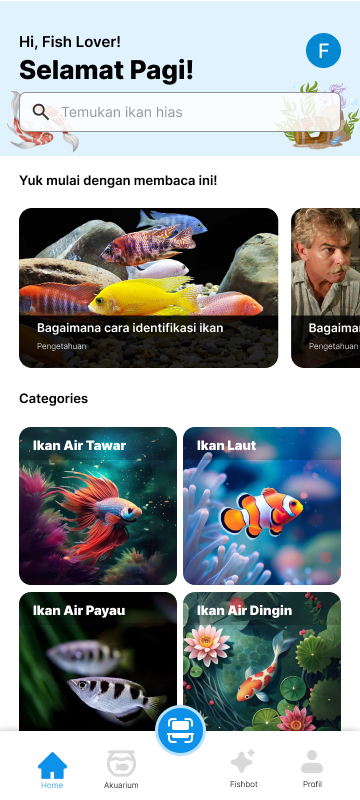 Hi, Fish Lover!
Selamat Pagi!
F
Temukan ikan hias
Yuk mulai dengan membaca ini!
Bagaimana cara identifikasi ikan
Pengetahuan
Pengetahuan
Categories
Ikan Air Tawar
Ikan Laut
Ikan Air Payau
Ikan Air Dingin
Home
Akuarium
Fishbot
Profil